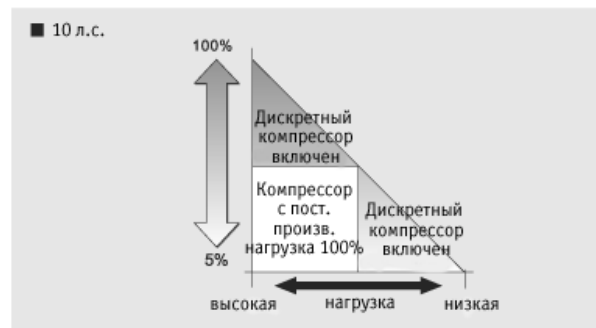 ■ 10 л.с.
100%
Дискретный
компрессор
включен
Компрессор
с пост.
произв.
нагрузка 100%
Дискретный
компрессор
включен
5%
высокая
нагрузка
низкая